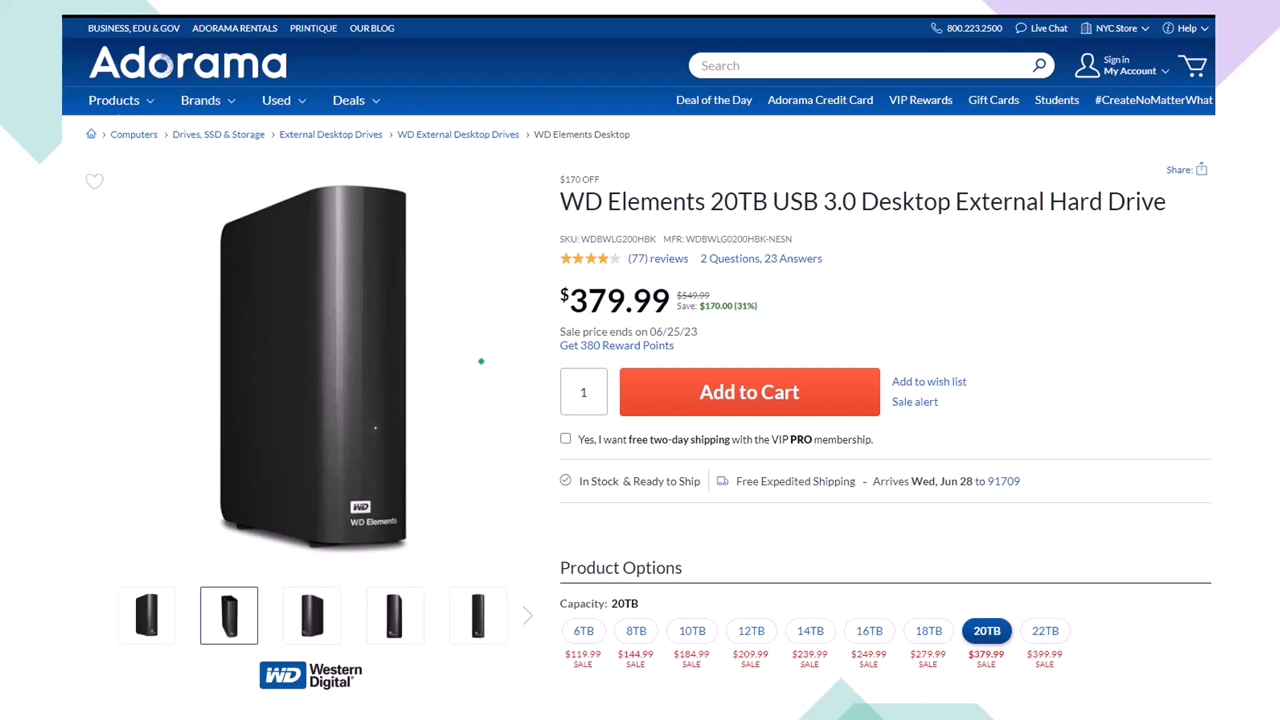 BUSINESS, EDU & GOV ADORAMA RENTALS PRINTIQUE OUR BLOG
800.223.2500 Live Chat NYC Store Help
Adorama
Search
Sign in
My Account
Products Brands Used Deals
Deal of the Day Adorama Credit Card VIP Rewards Gift Cards Students #CreateNoMatterWhat
Computers > Drives, SSD & Storage > External Desktop Drives > WD External Desktop Drives > WD Elements Desktop
Share:
$170 OFF
WD Elements 20TB USB 3.0 Desktop External Hard Drive
SKU: WDBWLG200HBK MFR: WDBWLG0200HBK-NESN
(77) reviews 2 Questions, 23 Answers
$379.99 $549.99
Save: $170.00 (31%)
Sale price ends on 06/25/23
Get 380 Reward Points
1 Add to Cart
Add to wish list
Sale alert
Yes, I want free two-day shipping with the VIP PRO membership.
In Stock & Ready to Ship Free Expedited Shipping - Arrives Wed, Jun 28 to 91709
WD
WD Elements
Product Options
Capacity: 20TB
6TB 8TB 10TB 12TB 14TB 16TB 18TB 20TB 22TB
$119.99 $144.99 $184.99 $209.99 $239.99 $249.99 $279.99 $379.99 $399.99
SALE SALE SALE SALE SALE SALE SALE SALE SALE
WD Western
Digital®